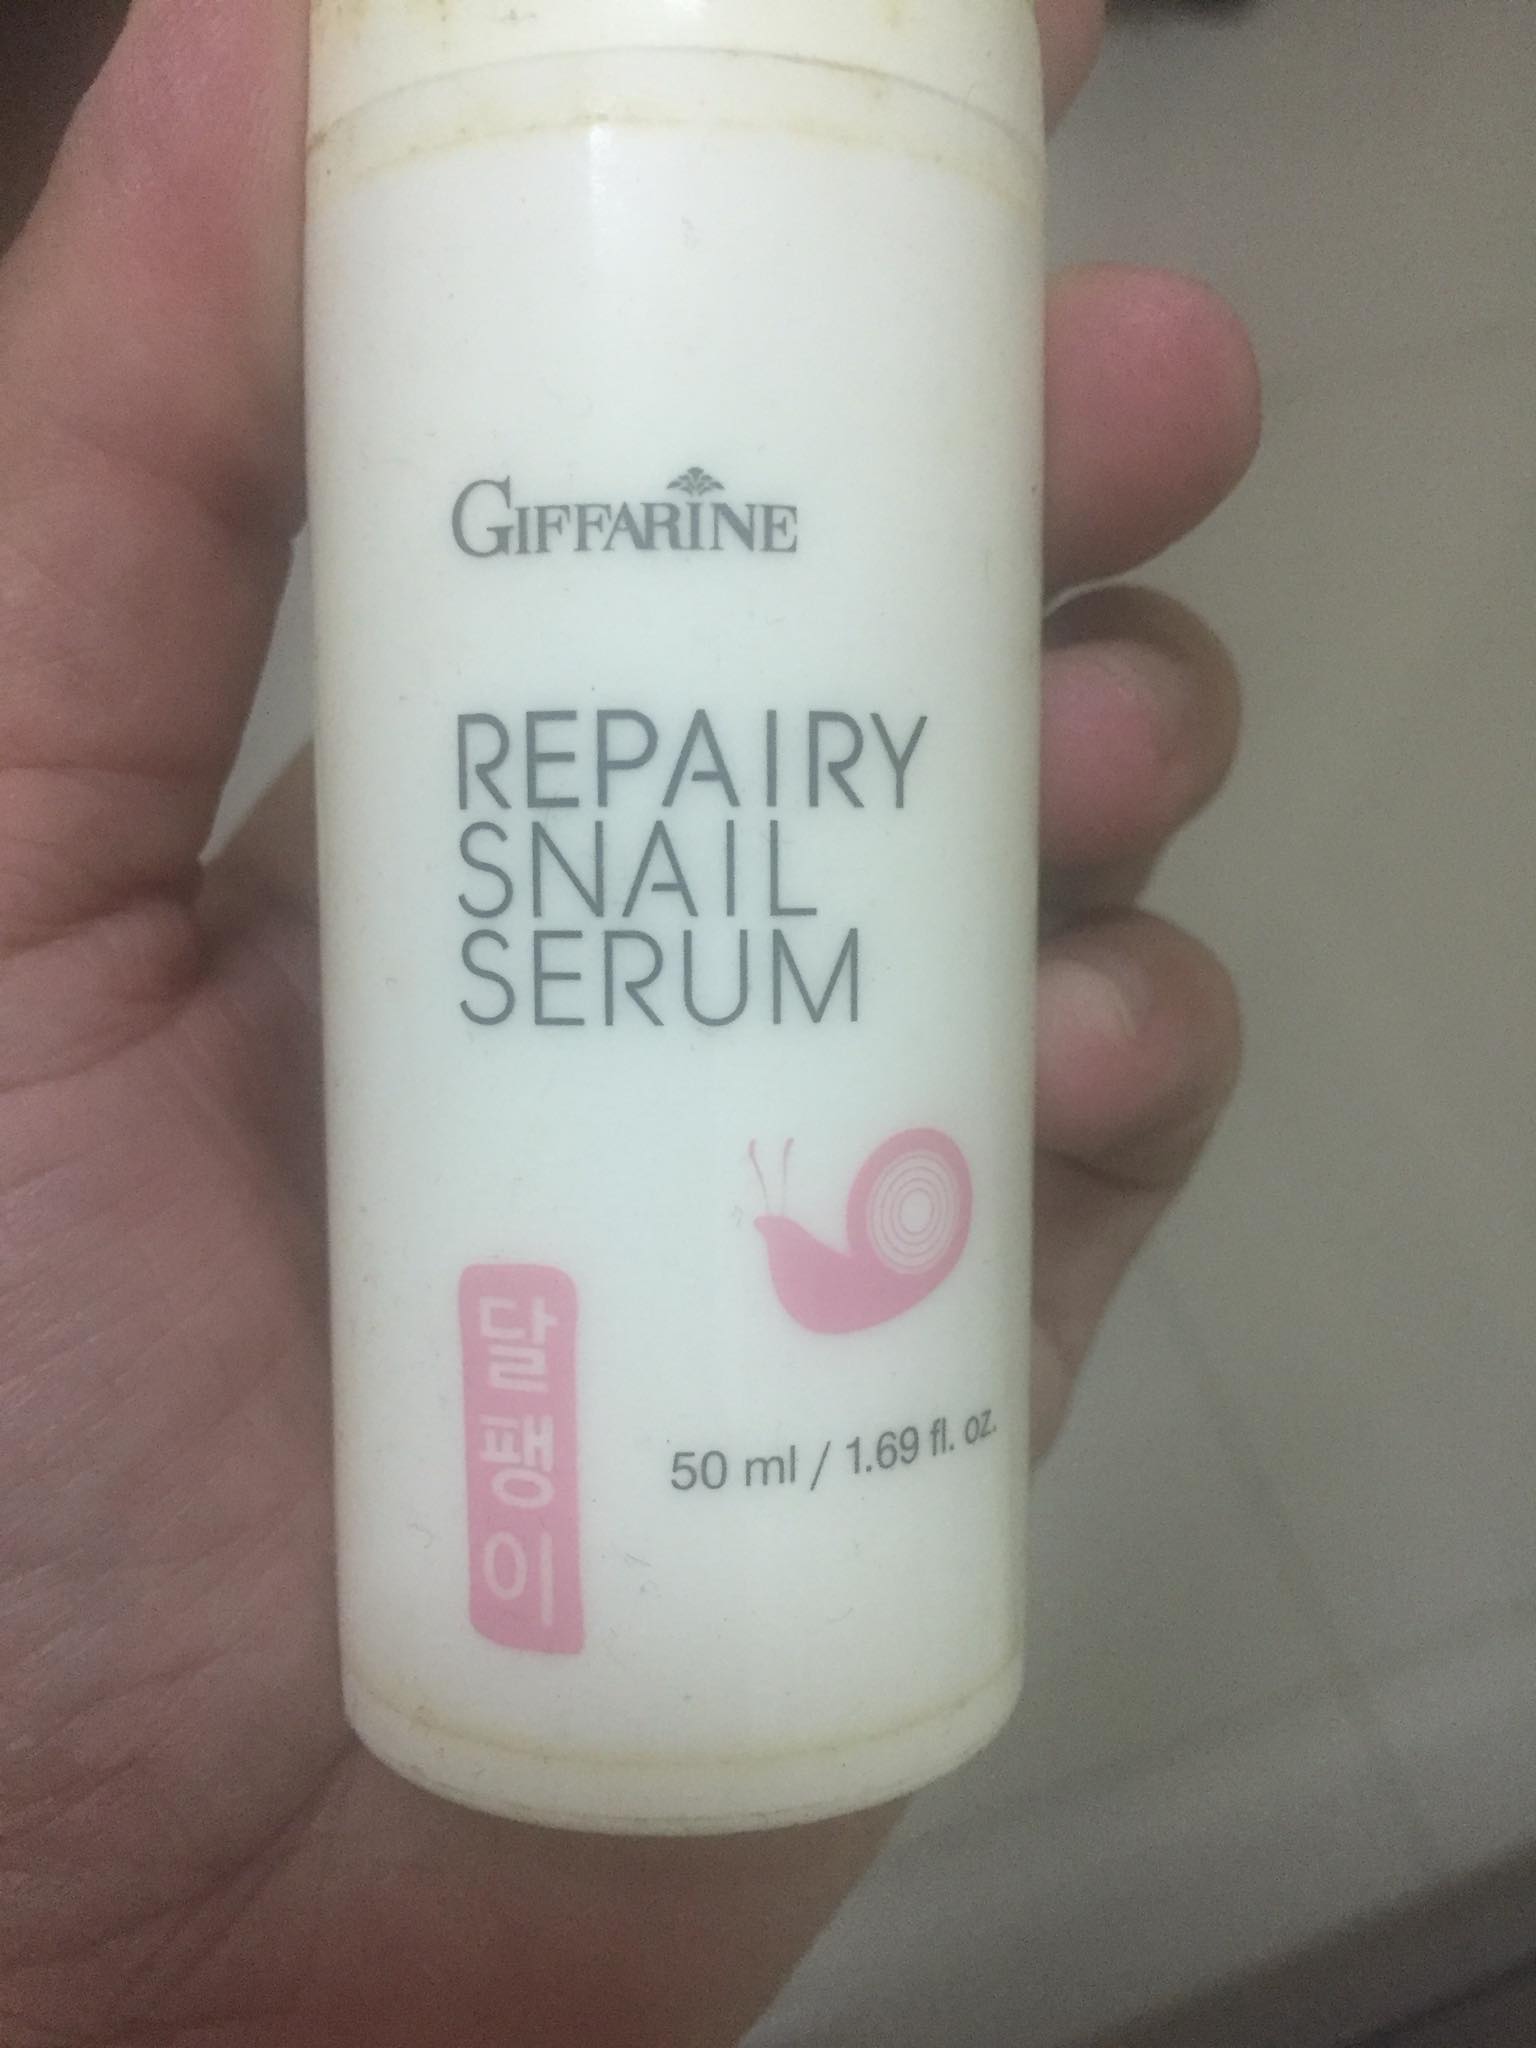 GIFFARINE
REPAIRY
SNAIL
SERUM
달팽이
50 ml / 1.69 fl. oz.